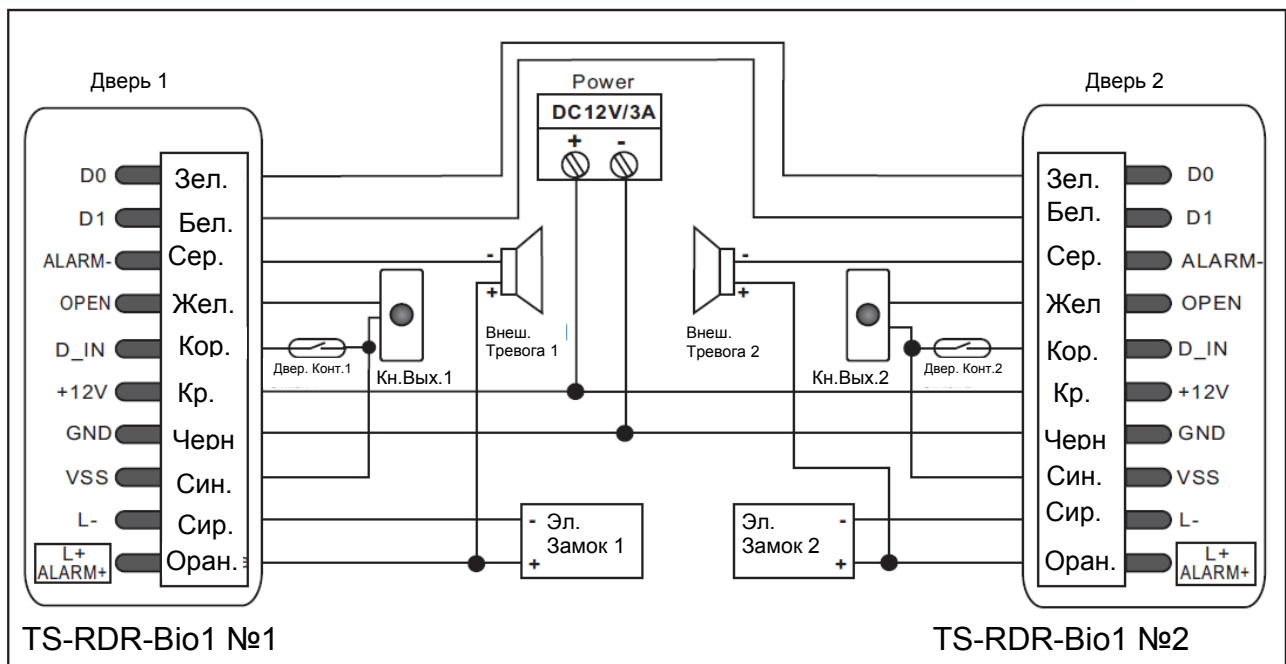 Дверь 1
Power
Дверь 2
DC12V/3A
+ -
D0 Зел.
D1 Бел.
ALARM- Сер.
OPEN Жел.
D_IN Кор.
+12V Кр.
GND Черн
VSS Син.
L- Сир.
L+
ALARM+ Оран.
-
+
Внеш.
Тревога 1
Двер. Конт.1
Кн.Вых.1
-
+
Внеш.
Тревога 2
Кн.Вых.2
Двер. Конт.2
- Эл.
Замок 1
+
Эл. -
Замок 2
+
Зел. D0
Бел. D1
Сер. ALARM-
Жел OPEN
Кор. D_IN
Кр. +12V
Черн GND
Син. VSS
Сир. L-
Оран. L+
ALARM+
TS-RDR-Bio1 №1
TS-RDR-Bio1 №2